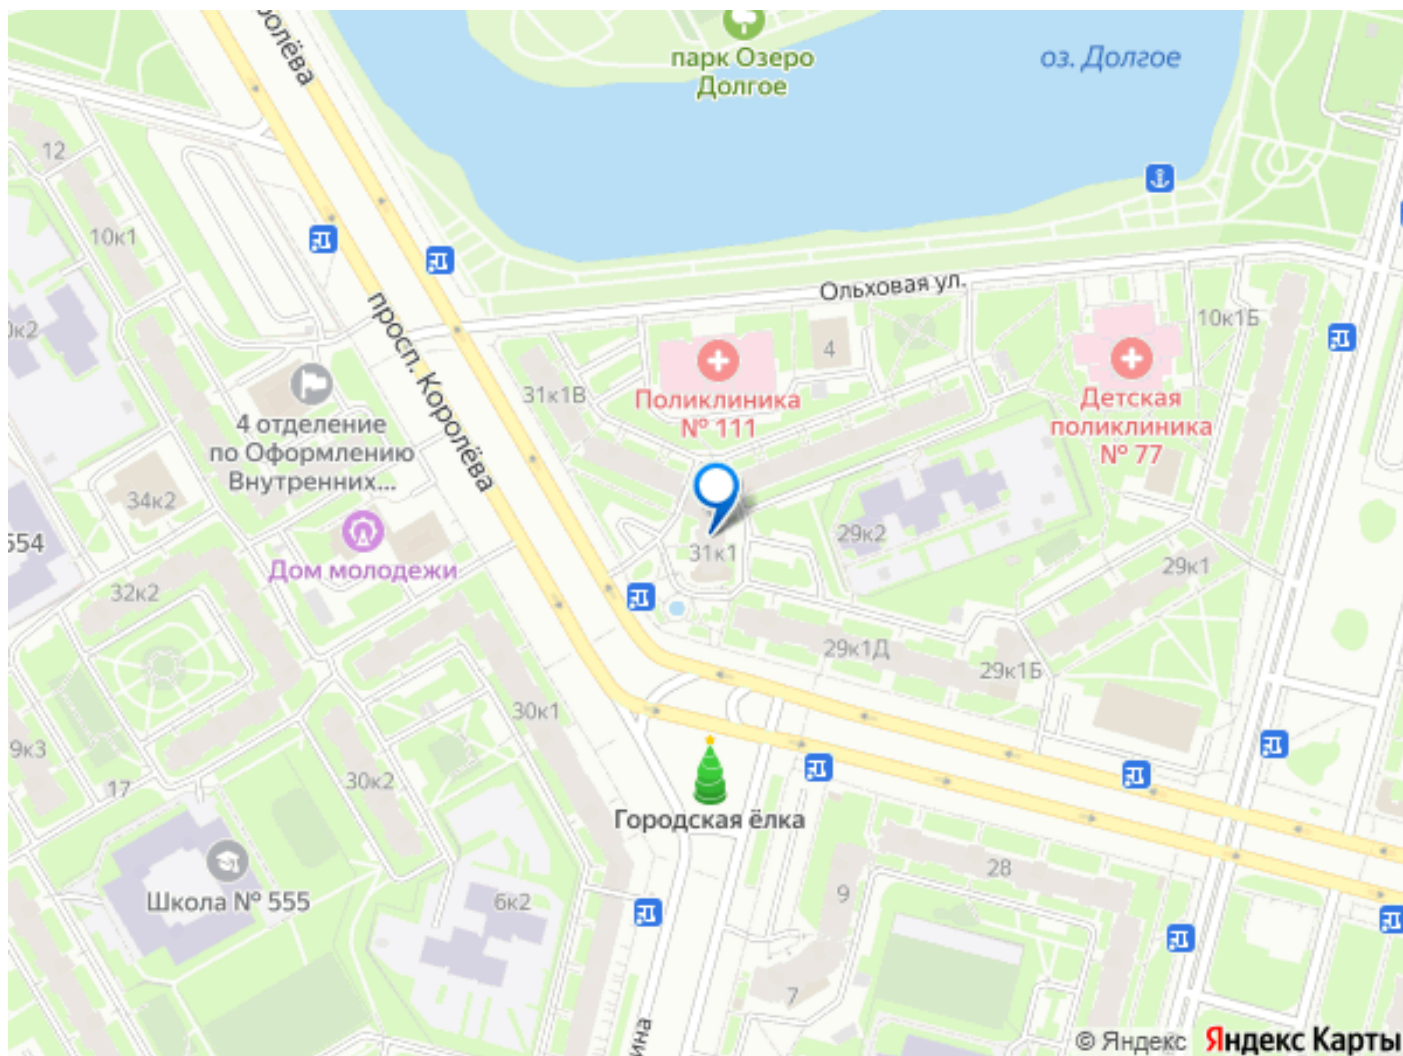 ролёва
парк Озеро
Долгое
оз. Долгое
12
10к1
Ольховая ул.
10к1Б
просп. Королёва
4
31к1В
Поликлиника
№ 111
Детская
поликлиника
№ 77
4 отделение
по Оформлению
Внутренних...
34к2
554
Дом молодежи
31к1
29к2
29к1
32к2
29к1Д
29к1Б
30к1
9к3
17
30к2
Городская ёлка
28
9
Школа № 555
6к2
7
ина
© Яндекс Яндекс Карты